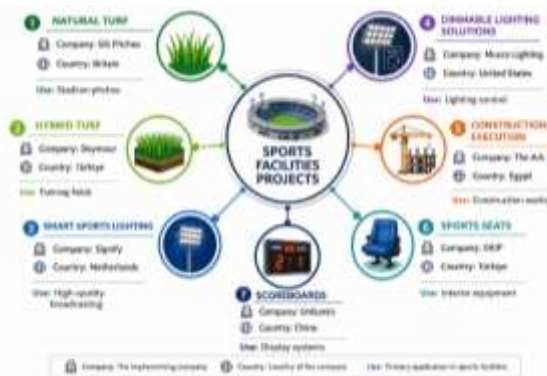 1 NATURAL TURF
Company: SIS Pitches
Country: Britain
Use: Stadium pitches
2 HYBRID TURF
Company:
Country: Türkiye
Use: Training fields
3 SMART SPORTS LIGHTING
Company: Signify
Country: Netherlands
Use: High-quality
broadcasting
SPORTS
FACILITIES
PROJECTS
4 DIMMABLE LIGHTING
SOLUTIONS
Company: Musco Lighting
Country: United States
Use: Lighting control
5 CONSTRUCTION
EXECUTION
Company: The
Country: Egypt
Use: Construction works
6 SPORTS SEATS
Company:
Country: Türkiye
Use: Interior equipment
7
SCOREBOARDS
Company:
Country: China
Use: Display systems
Company: The implementing company
Country: Country of the company
Use: Primary application in sports facilities